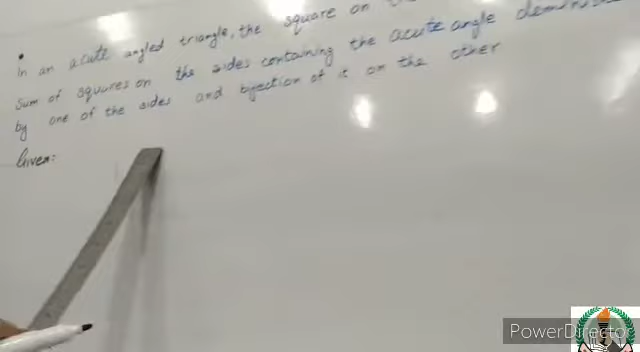 In an acute angled triangle, the square on
sum of squares on the sides containing the acute angle
by one of the sides and bjection of it on the other
Given:
PowerDirector